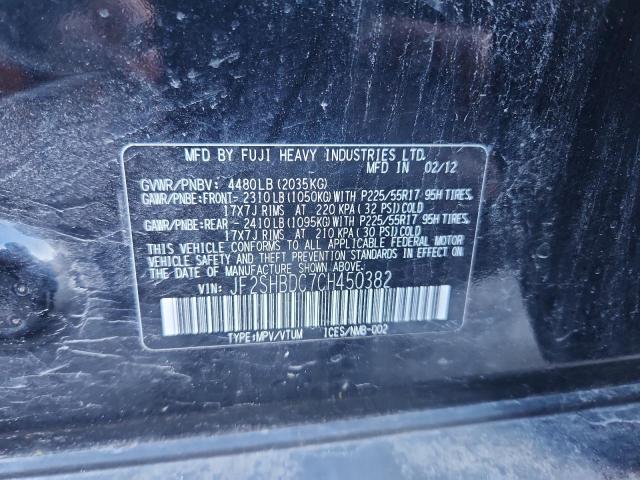 MFD BY FUJI HEAVY INDUSTRIES LTD.
MFD IN 02/12
GVWR/PNBV: 4480LB (2035KG)
GAWR/PNBE:FRONT- 2310LB (1050KG) WITH P225/55R17 95H TIRES,
17X7J RIMS AT 220 KPA (32 PSI) COLD
GAWR/PNBE:REAR - 2410LB (1095KG) WITH P225/55R17 95H TIRES,
17X7J RIMS AT 210 KPA (30 PSI) COLD
THIS VEHICLE CONFORMS TO ALL APPLICABLE FEDERAL MOTOR
VEHICLE SAFETY AND THEFT PREVENTION STANDARDS IN EFFECT
ON THE DATE OF MANUFACTURE SHOWN ABOVE.
VIN: JF2SHBDC7CH450382
TYPE:MPV/VTUM ICES/NMB-002